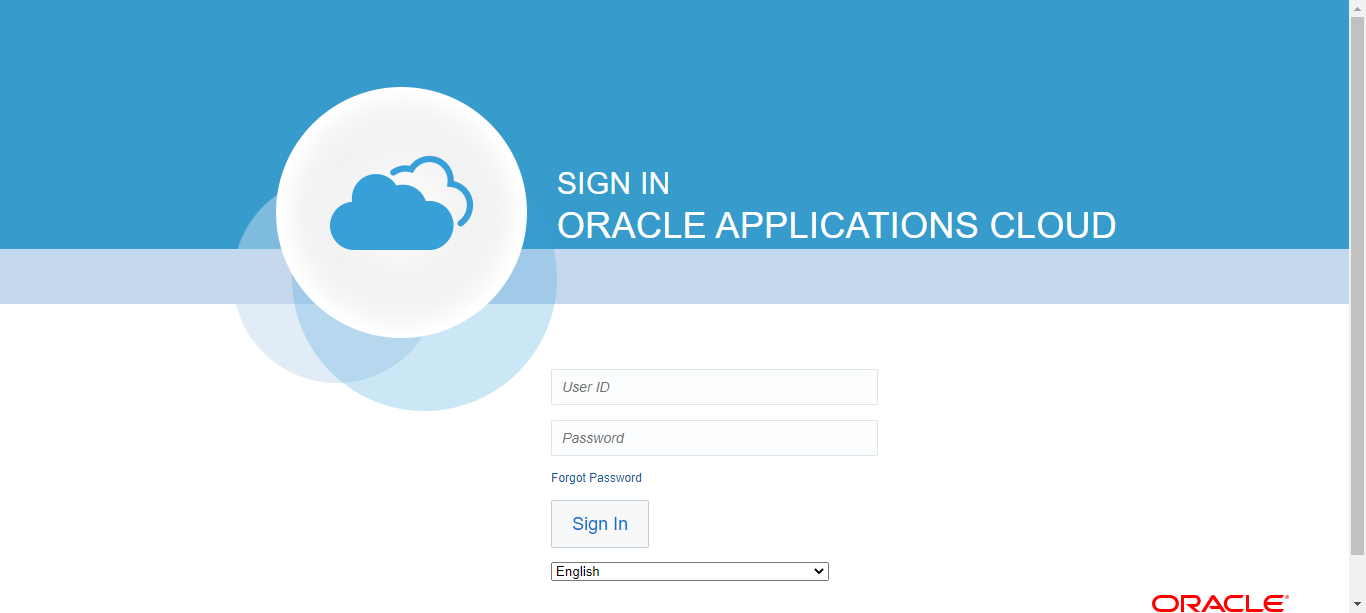 SIGN IN
ORACLE APPLICATIONS CLOUD
User ID
Password
Forgot Password
Sign In
English
ORACLE®